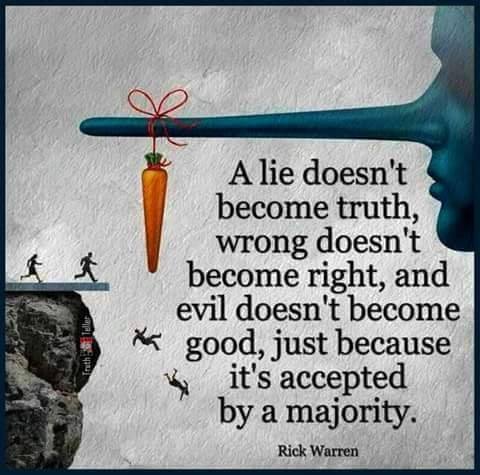 A lie doesn't
become truth,
wrong doesn't
become right, and
evil doesn't become
good, just because
it's accepted
by a majority.
Rick Warren
Truth
Teller